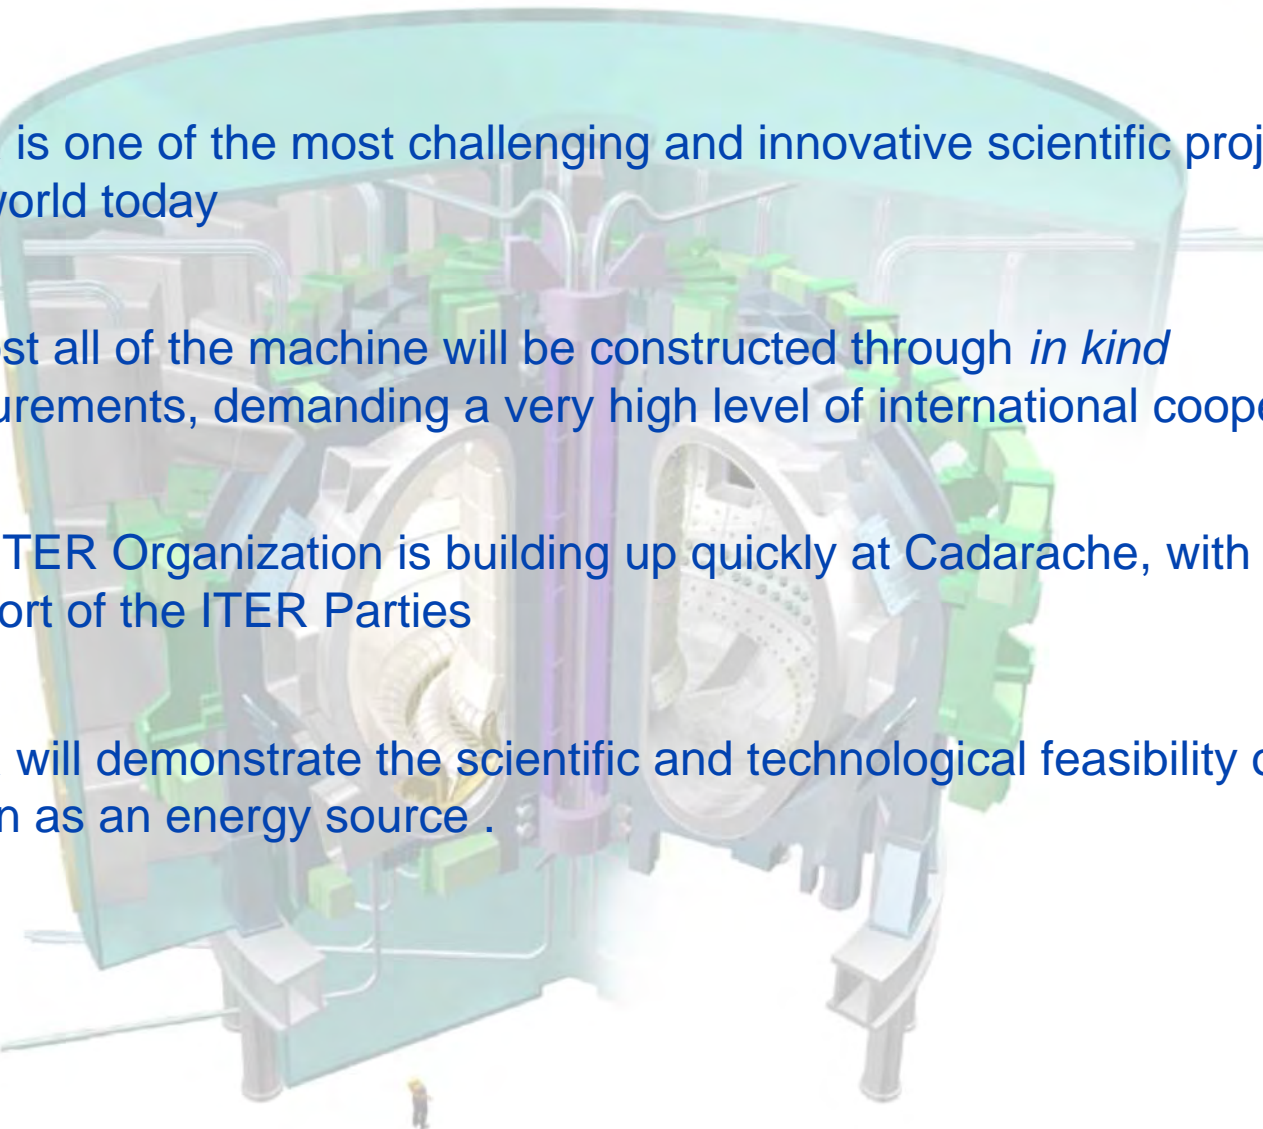 is one of the most challenging and innovative scientific proj
world today
ost all of the machine will be constructed through in kind
urements, demanding a very high level of international coope
TER Organization is building up quickly at Cadarache, with
ort of the ITER Parties
will demonstrate the scientific and technological feasibility o
n as an energy source .